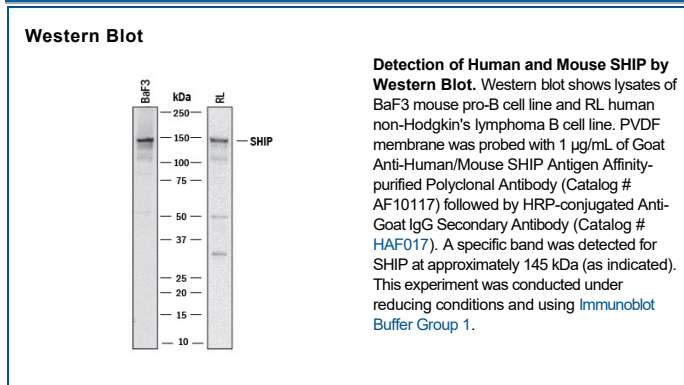 Western Blot
BaF3
kDa
RL
250
150
SHIP
100
75
50
37
25
20
15
10
Detection of Human and Mouse SHIP by
Western Blot. Western blot shows lysates of
BaF3 mouse pro-B cell line and RL human
non-Hodgkin's lymphoma B cell line. PVDF
membrane was probed with 1 µg/mL of Goat
Anti-Human/Mouse SHIP Antigen Affinity-
purified Polyclonal Antibody (Catalog #
AF10117) followed by HRP-conjugated Anti-
Goat IgG Secondary Antibody (Catalog #
HAF017). A specific band was detected for
SHIP at approximately 145 kDa (as indicated).
This experiment was conducted under
reducing conditions and using Immunoblot
Buffer Group 1.